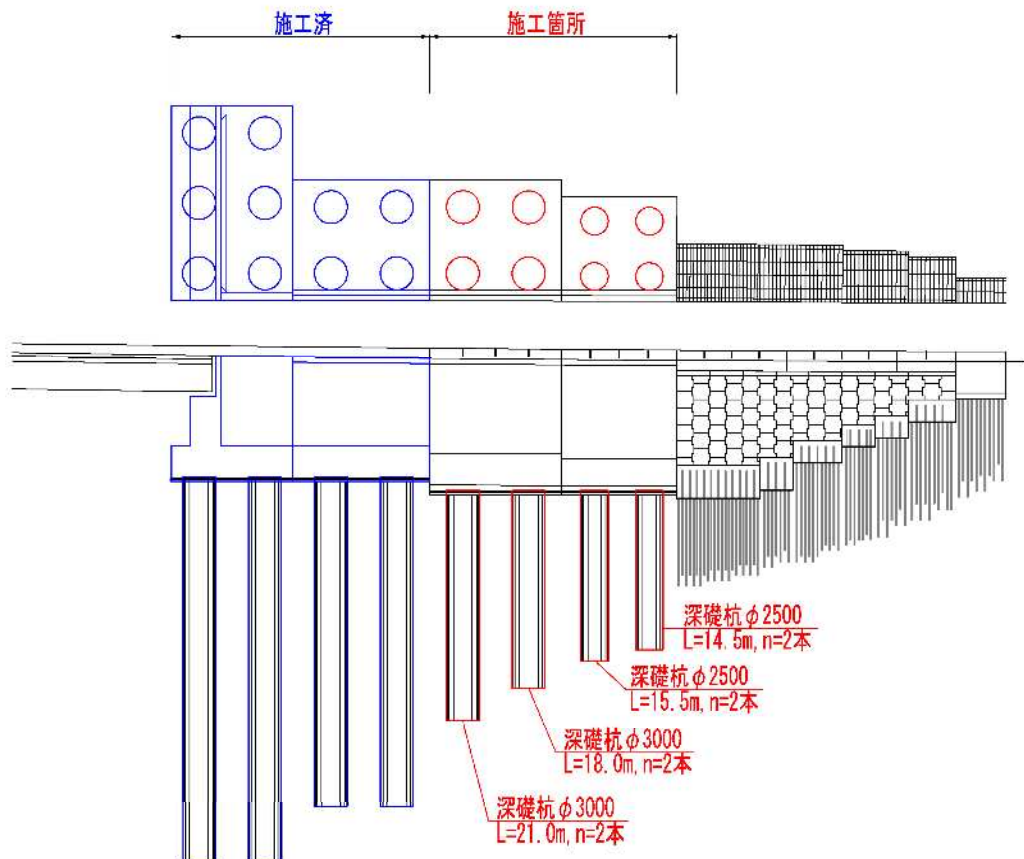 施工済
施工箇所
深礎杭φ2500
L=14.5m,n=2本
深礎杭φ2500
L=15.5m,n=2本
深礎杭φ3000
L=18.0m,n=2本
深礎杭φ3000
L=21.0m,n=2本